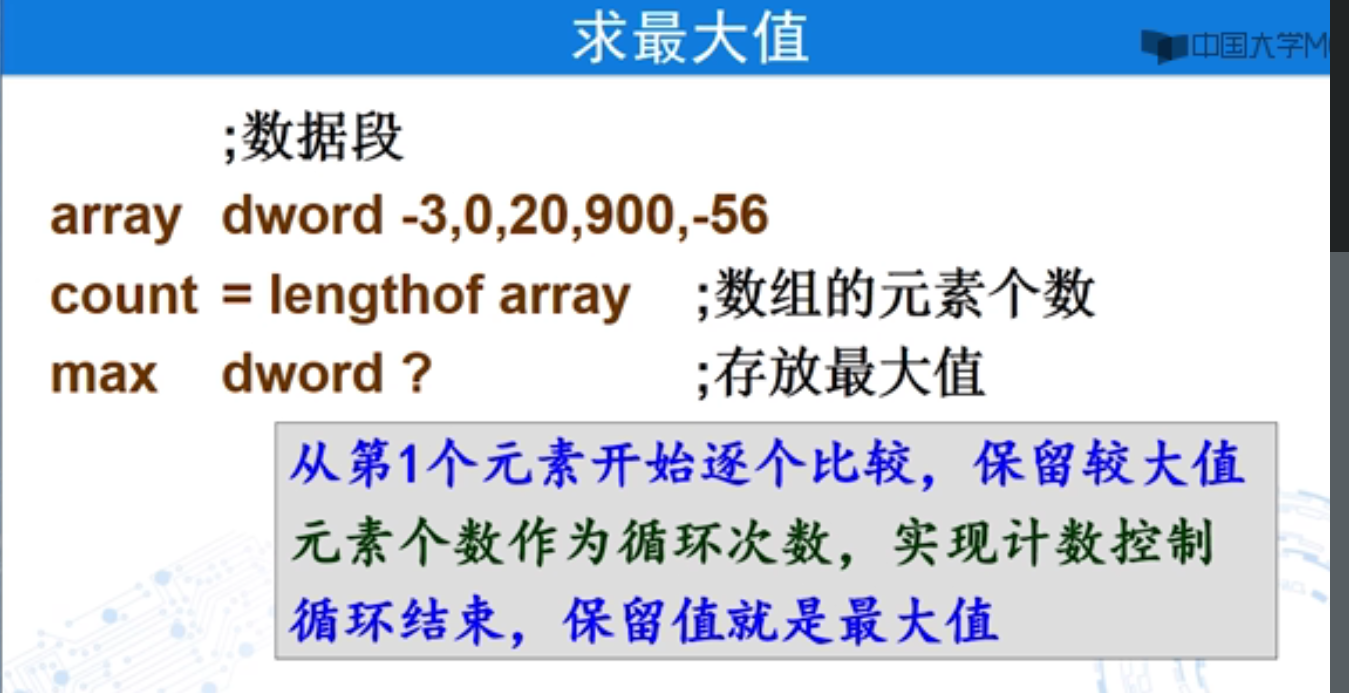 求最大值
中国大学M
;数据段
array dword -3,0,20,900,-56
count = lengthof array ;数组的元素个数
max dword ? ;存放最大值
从第1个元素开始逐个比较，保留较大值
元素个数作为循环次数，实现计数控制
循环结束，保留值就是最大值